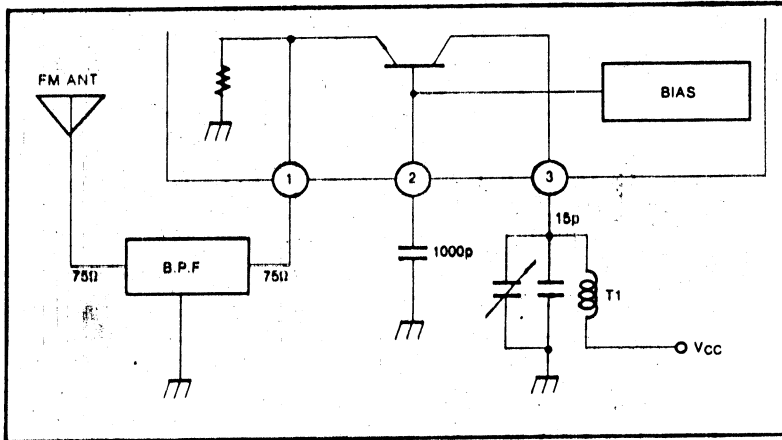 FM ANT
BIAS
1
2
3
15p
1000p
75Ω
B.P.F
75Ω
T1
VCC